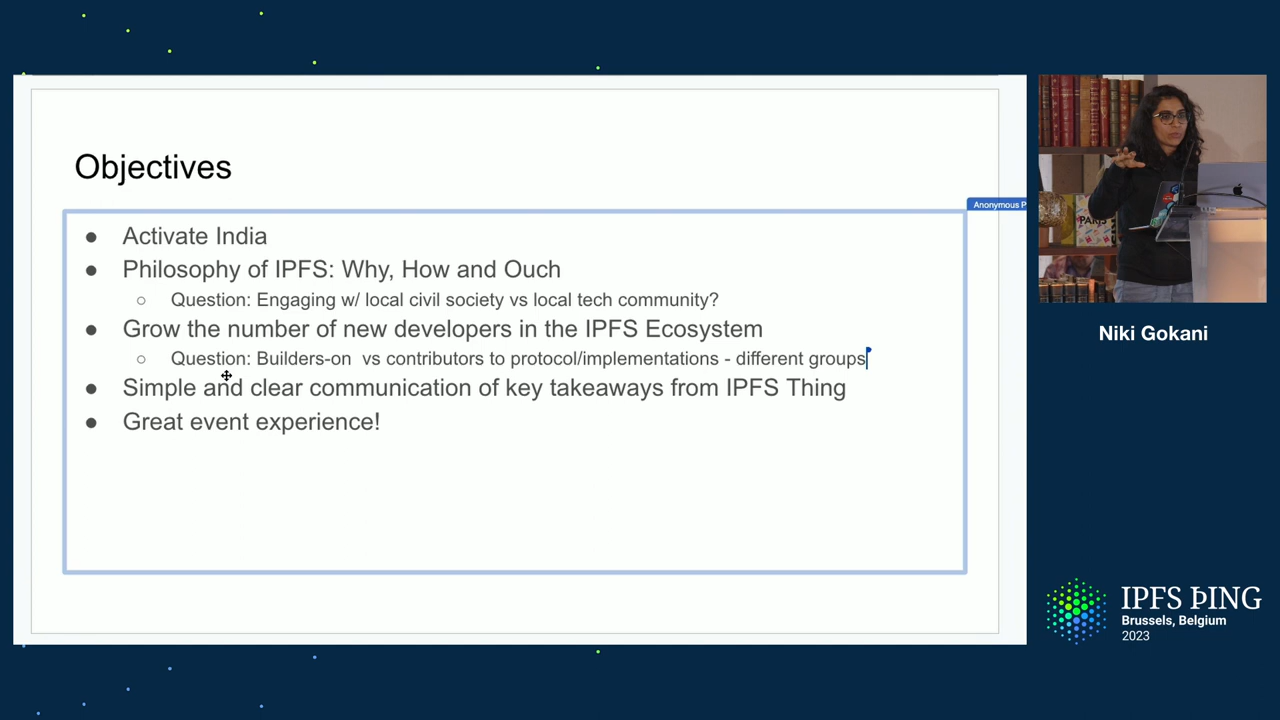 Objectives
Anonymous P
● Activate India
● Philosophy of IPFS: Why, How and Ouch
○ Question: Engaging w/ local civil society vs local tech community?
● Grow the number of new developers in the IPFS Ecosystem
○ Question: Builders-on vs contributors to protocol/implementations - different groups
● Simple and clear communication of key takeaways from IPFS Thing
● Great event experience!
PARIS
Niki Gokani
IPFS ÞING
Brussels, Belgium
2023